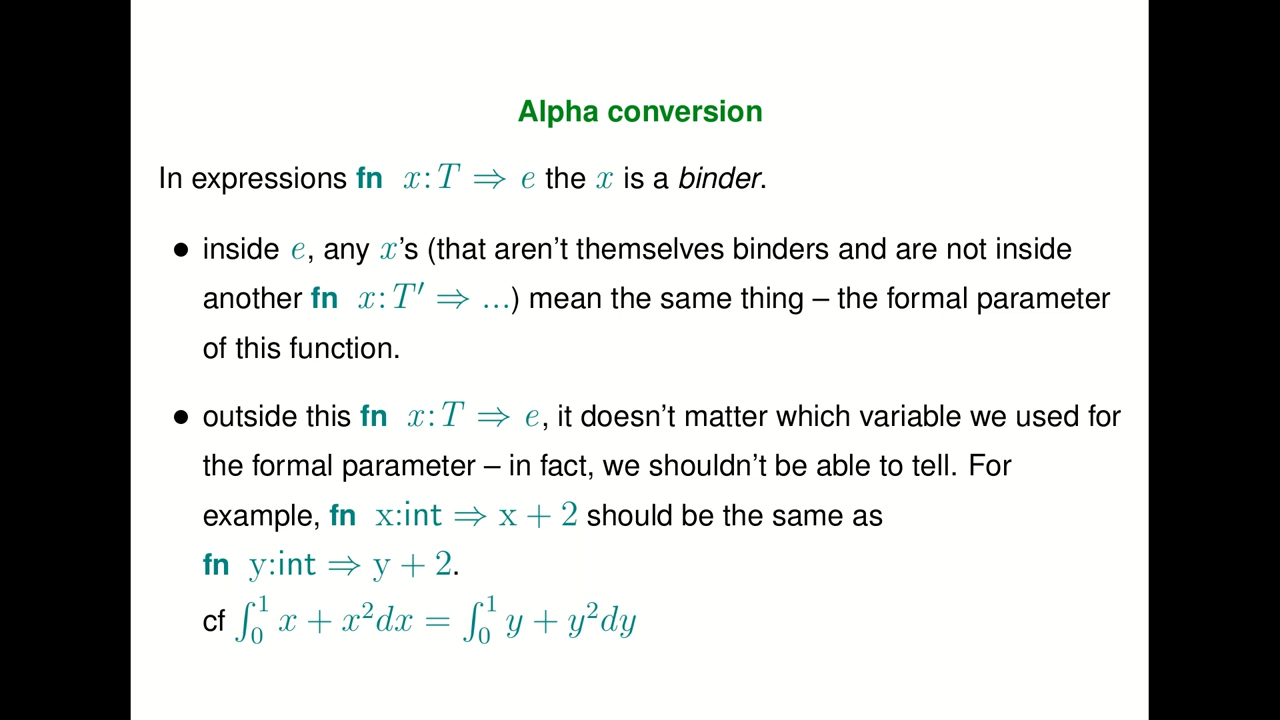 Alpha conversion
In expressions fn x:T ⇒ e the x is a binder.
• inside e, any x's (that aren't themselves binders and are not inside
another fn x:T′ ⇒ ...) mean the same thing – the formal parameter
of this function.
• outside this fn x:T ⇒ e, it doesn't matter which variable we used for
the formal parameter – in fact, we shouldn't be able to tell. For
example, fn x:int ⇒ x + 2 should be the same as
fn y:int ⇒ y + 2.
cf ∫₀¹ x + x²dx = ∫₀¹ y + y²dy